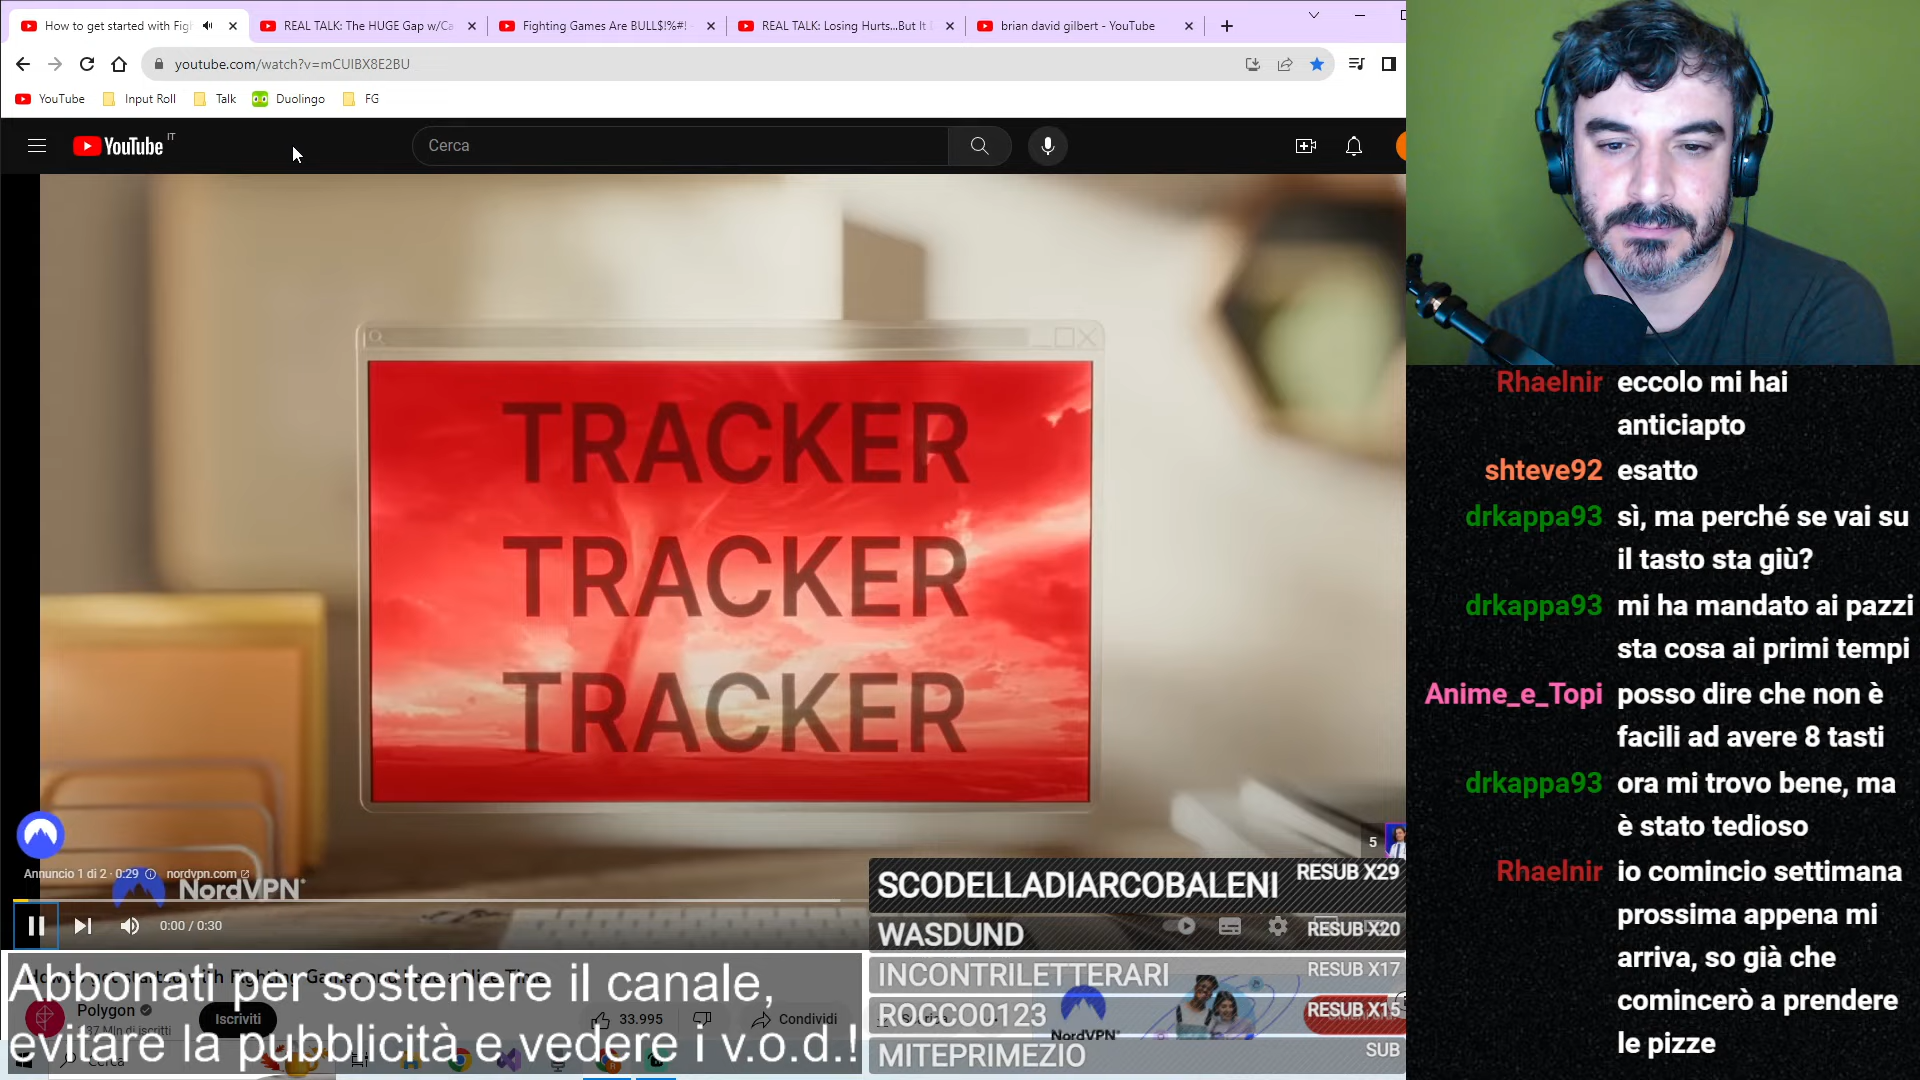 How to get started with Figh
REAL TALK: The HUGE Gap w/Ca
Fighting Games Are BULL$!%#!
REAL TALK: Losing Hurts...But It
brian david gilbert - YouTube
youtube.com/watch?v=mCUIBX8E2BU
YouTube
Input Roll
Talk
Duolingo
FG
YouTube IT
Cerca
TRACKER
TRACKER
TRACKER
5
Annuncio 1 di 2 · 0:29
nordvpn.com
NordVPN
0:00 / 0:30
Polygon
Iscriviti
33.995
Condividi
NordVPN
Cerca
Abbonati per sostenere il canale,
evitare la pubblicità e vedere i v.o.d.!
SCODELLADIARCOBALENI RESUB X29
WASDUND RESUB X20
INCONTRILETTERARI RESUB X17
ROCCO0123 RESUB X15
MITEPRIMEZIO SUB
Rhaelnir eccolo mi hai
anticiapto
shteve92 esatto
drkappa93 sì, ma perché se vai su
il tasto sta giù?
drkappa93 mi ha mandato ai pazzi
sta cosa ai primi tempi
Anime_e_Topi posso dire che non è
facili ad avere 8 tasti
drkappa93 ora mi trovo bene, ma
è stato tedioso
Rhaelnir io comincio settimana
prossima appena mi
arriva, so già che
comincerò a prendere
le pizze